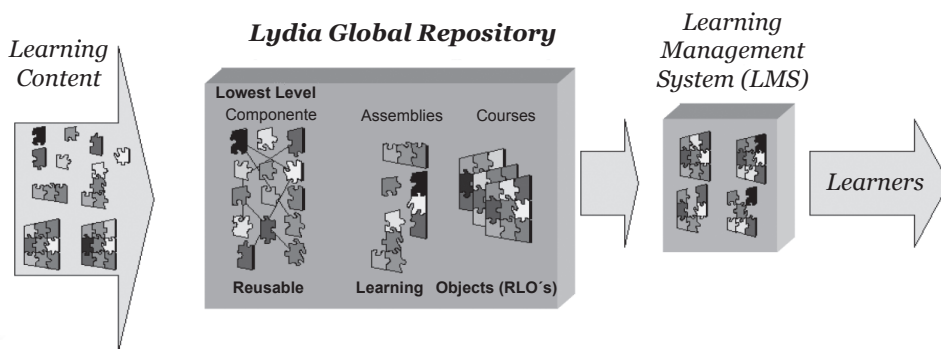 Learning
Content
Lydia Global Repository
Lowest Level
Componente
Assemblies
Courses
Reusable
Learning
Objects (RLO´s)
Learning
Management
System (LMS)
Learners